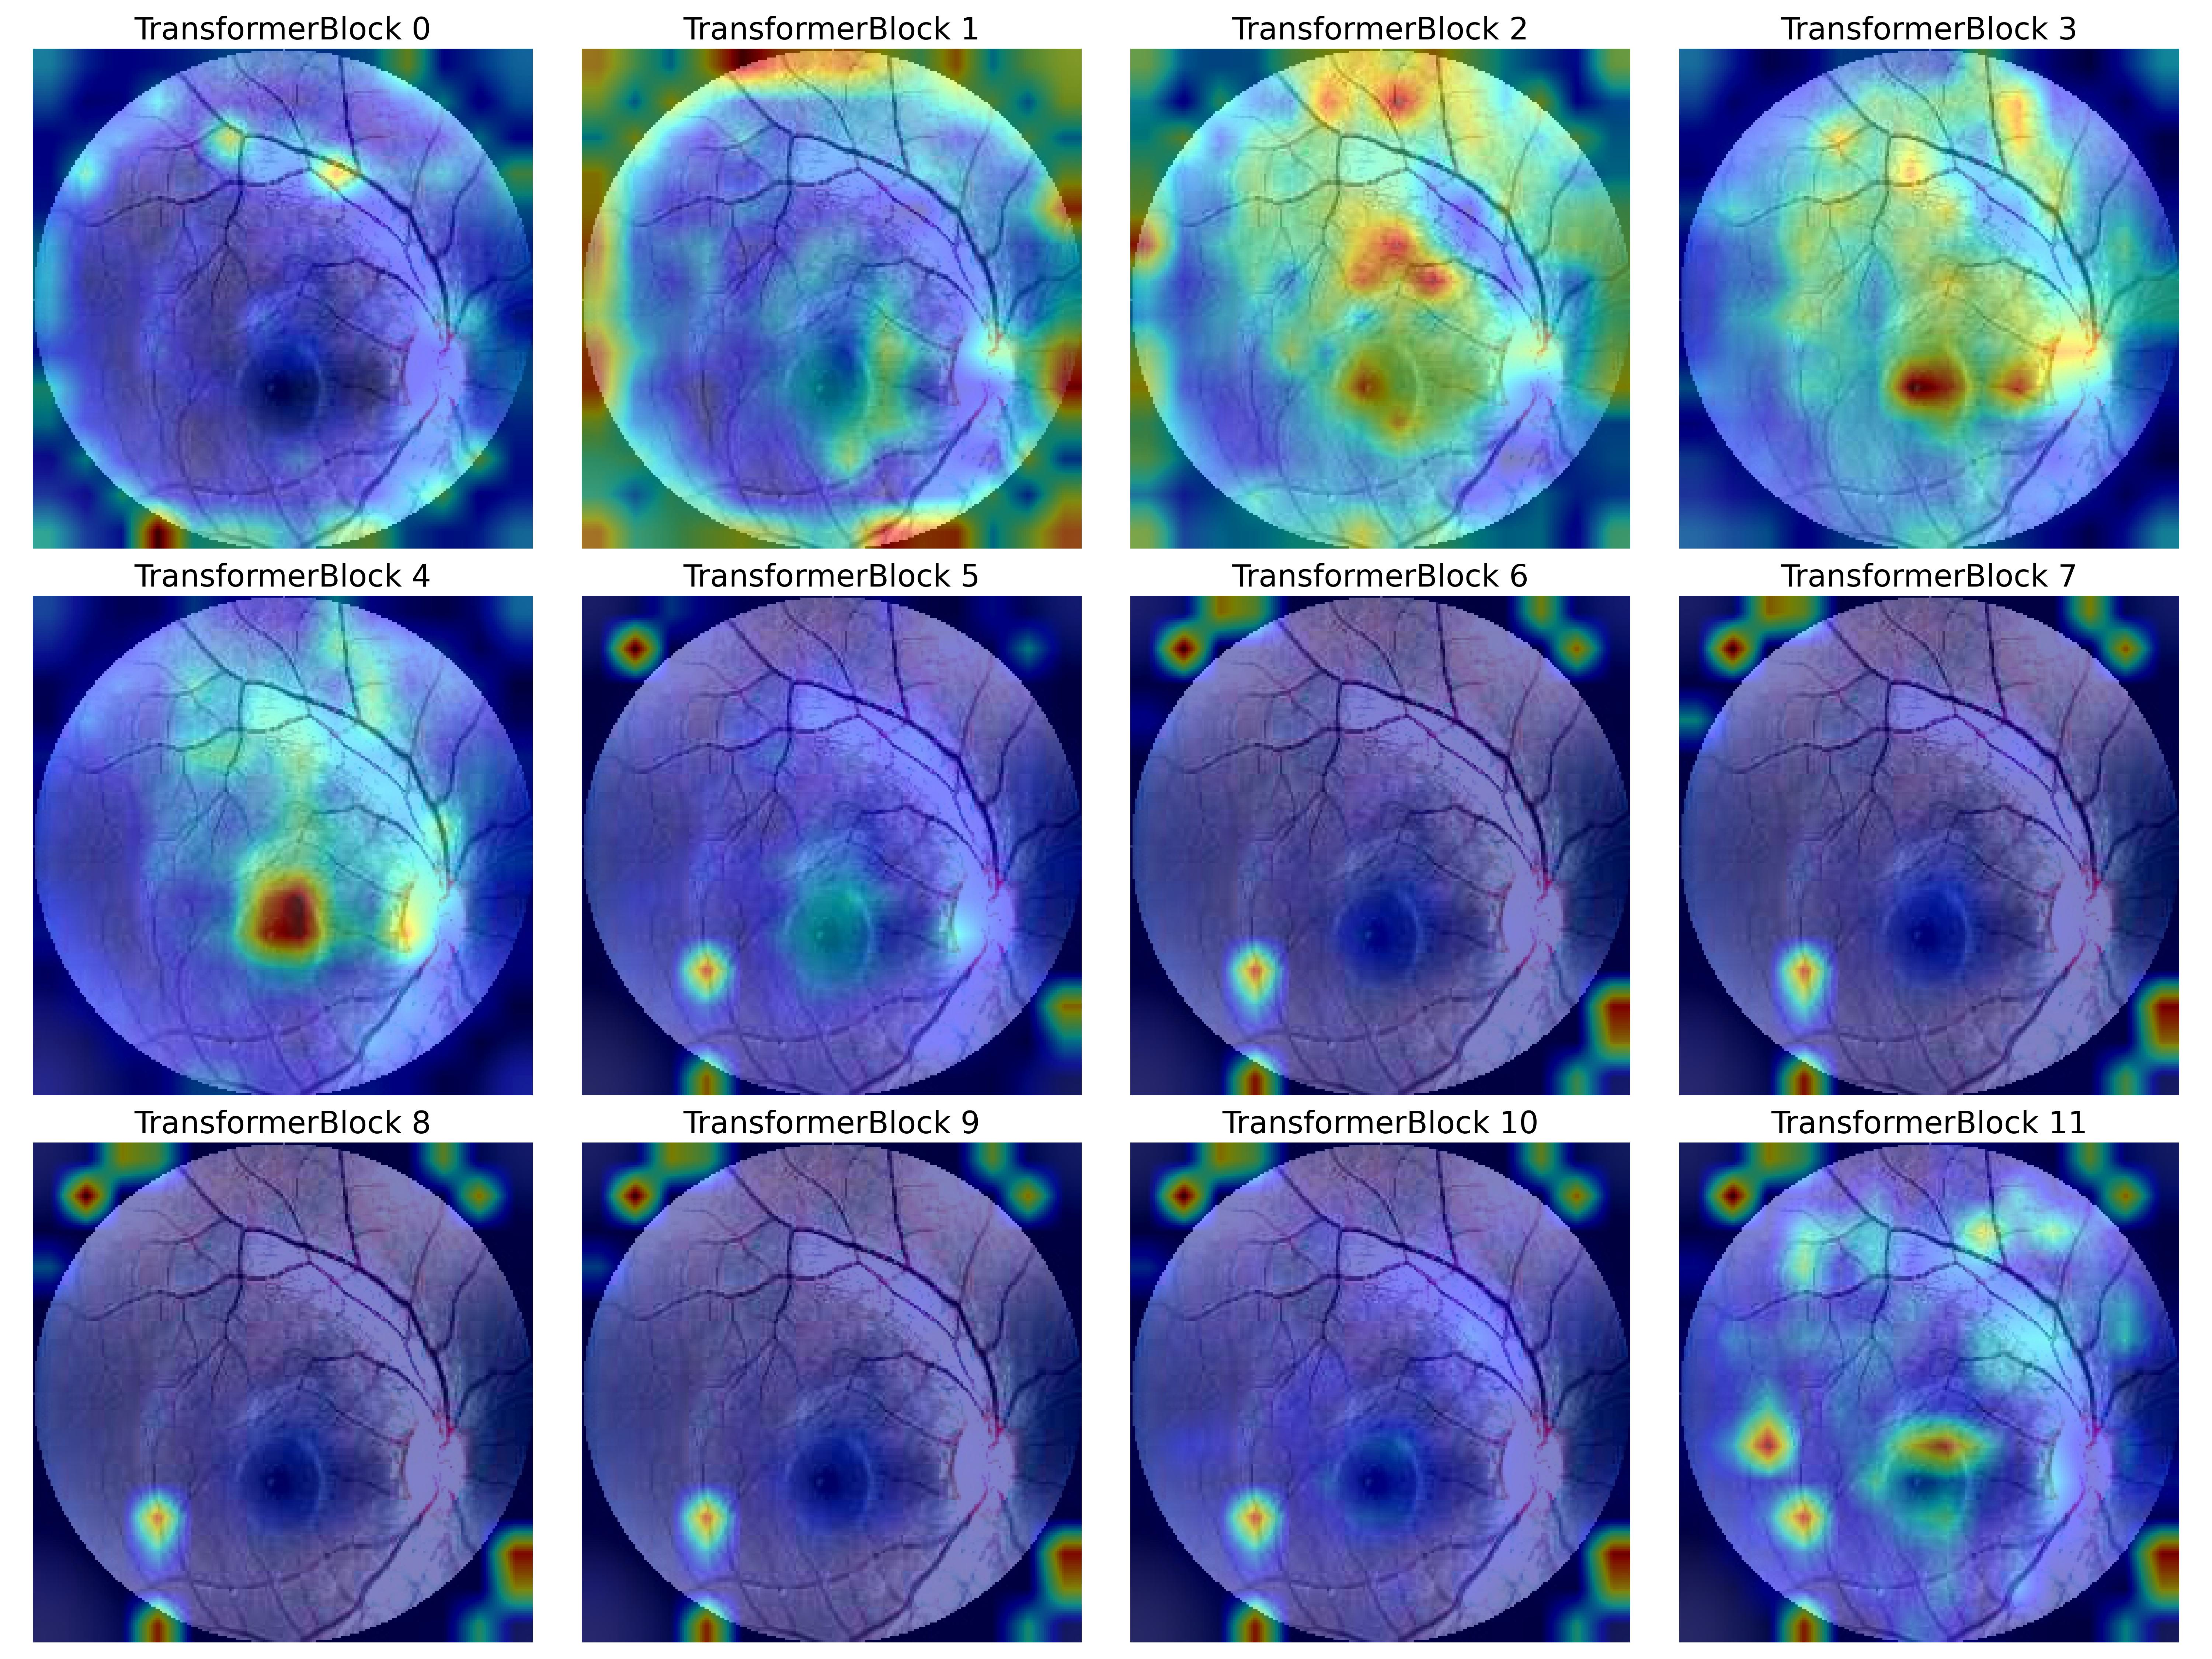 TransformerBlock 0
TransformerBlock 1
TransformerBlock 2
TransformerBlock 3
TransformerBlock 4
TransformerBlock 5
TransformerBlock 6
TransformerBlock 7
TransformerBlock 8
TransformerBlock 9
TransformerBlock 10
TransformerBlock 11